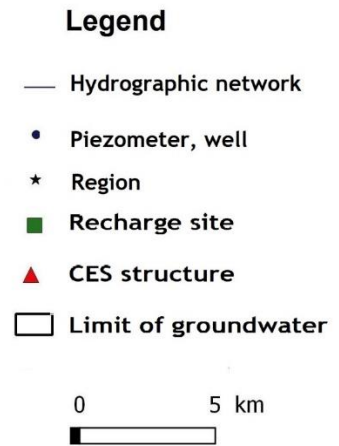 Legend
Hydrographic network
Piezometer, well
Region
Recharge site
CES structure
Limit of groundwater
0 5 km